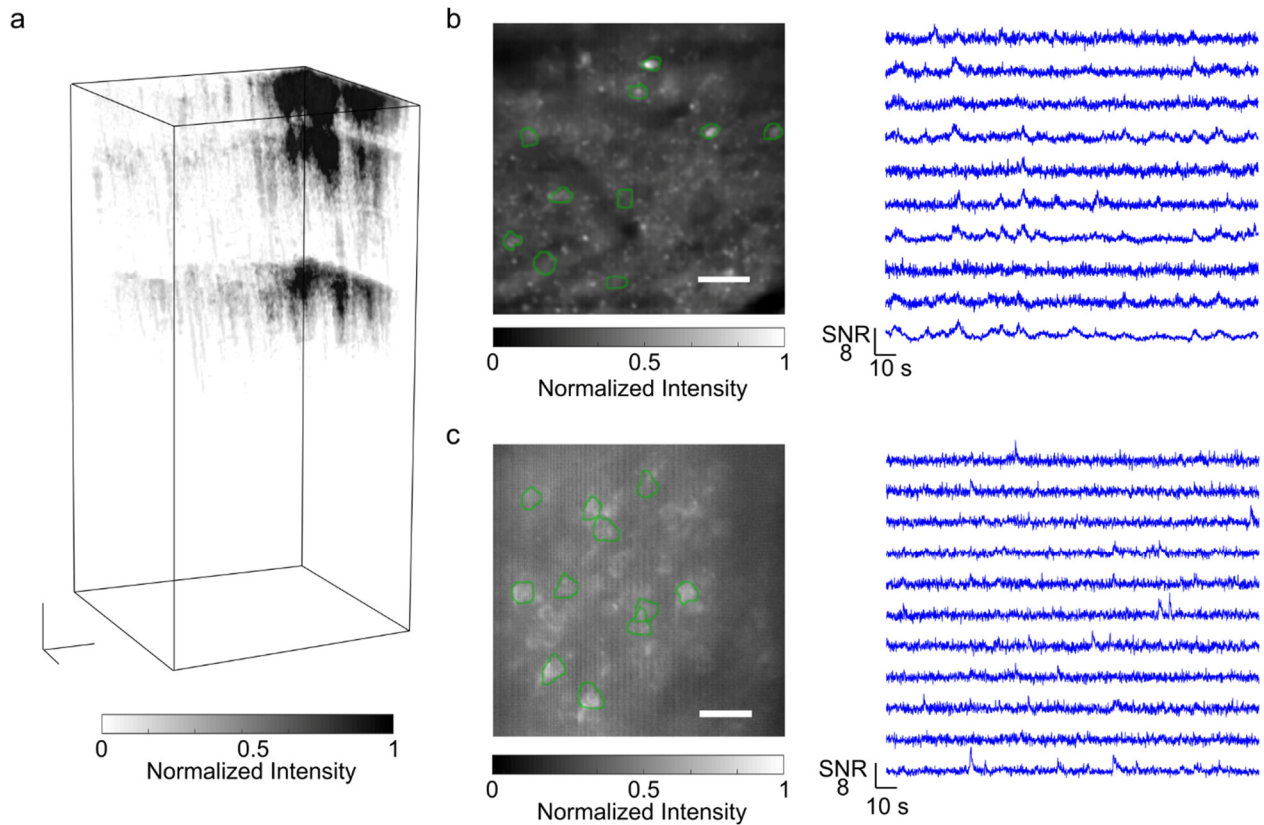 a
0 0.5 1
Normalized Intensity
b
0 0.5 1
Normalized Intensity
SNR
8
10 s
c
0 0.5 1
Normalized Intensity
SNR
8
10 s